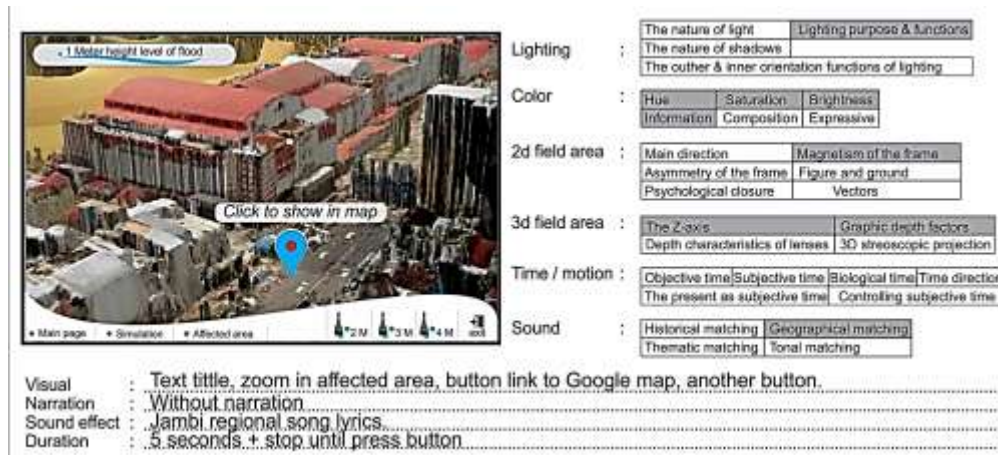 1 Meter height level of flood
Click to show in map
Main page Simulation Affected area 2 M 3 M 4 M
Lighting :
The nature of light Lighting purpose & functions
The nature of shadows
The outher & inner orientation functions of lighting
Color :
Hue Saturation Brightness
Information Composition Expressive
2d field area :
Main direction Magnetism of the frame
Asymmetry of the frame Figure and ground
Psychological closure Vectors
3d field area :
The Z-axis Graphic depth factors
Depth characteristics of lenses 3D streoscopic projection
Time / motion :
Objective time Subjective time Biological time Time direction
The present as subjective time Controlling subjective time
Sound :
Historical matching Geographical matching
Thematic matching Tonal matching
Visual : Text tittle, zoom in affected area, button link to Google map, another button.
Narration : Without narration
Sound effect : Jambi regional song lyrics
Duration : 5 seconds + stop until press button